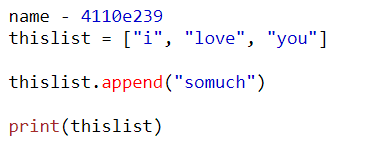 name - 4110e239
thislist = ["i", "love", "you"]
thislist.append("somuch")
print(thislist)